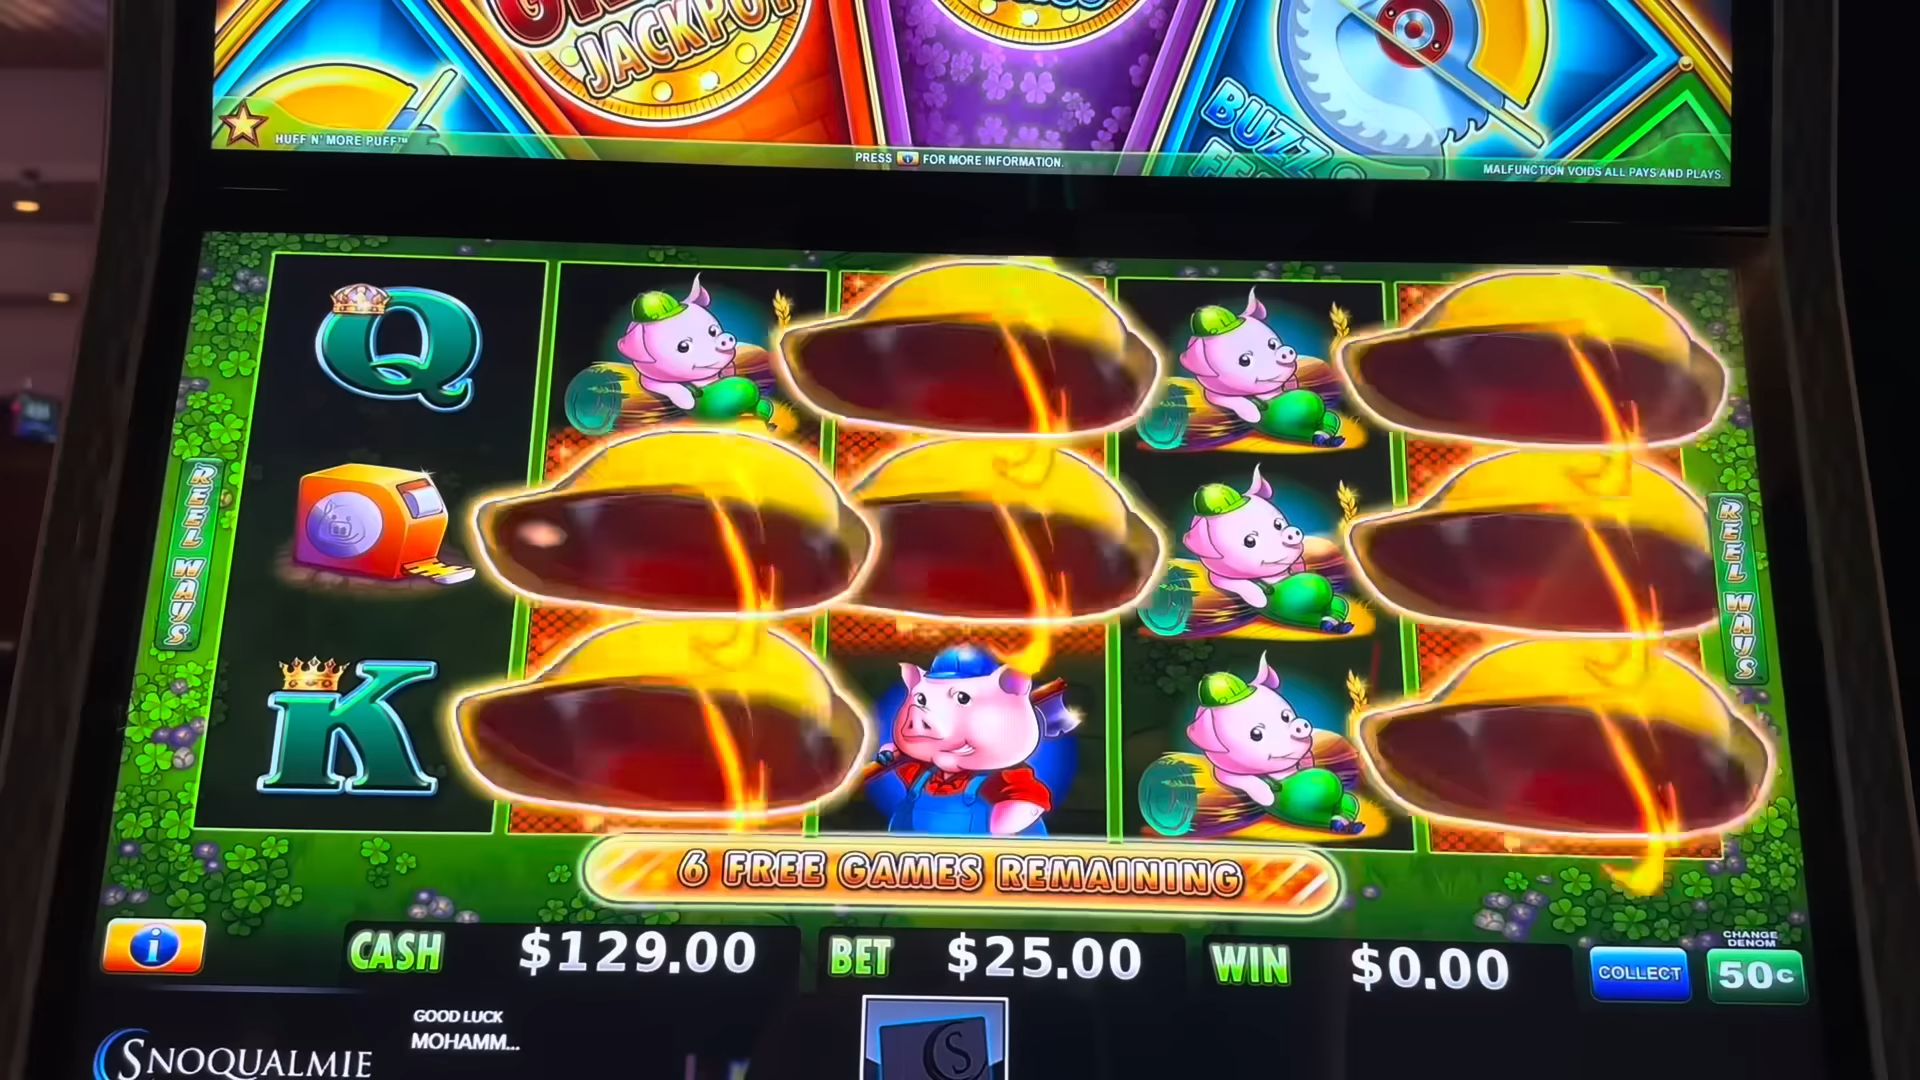 GRAND
JACKPOT
BUZZ
HUFF N' MORE PUFF™
PRESS i FOR MORE INFORMATION.
MALFUNCTION VOIDS ALL PAYS AND PLAYS.
Q
REEL WAYS
REEL WAYS
K
6 FREE GAMES REMAINING
i
CASH $129.00 BET $25.00 WIN $0.00
COLLECT
CHANGE
DENOM
50¢
GOOD LUCK
MOHAMM...
SNOQUALMIE
S